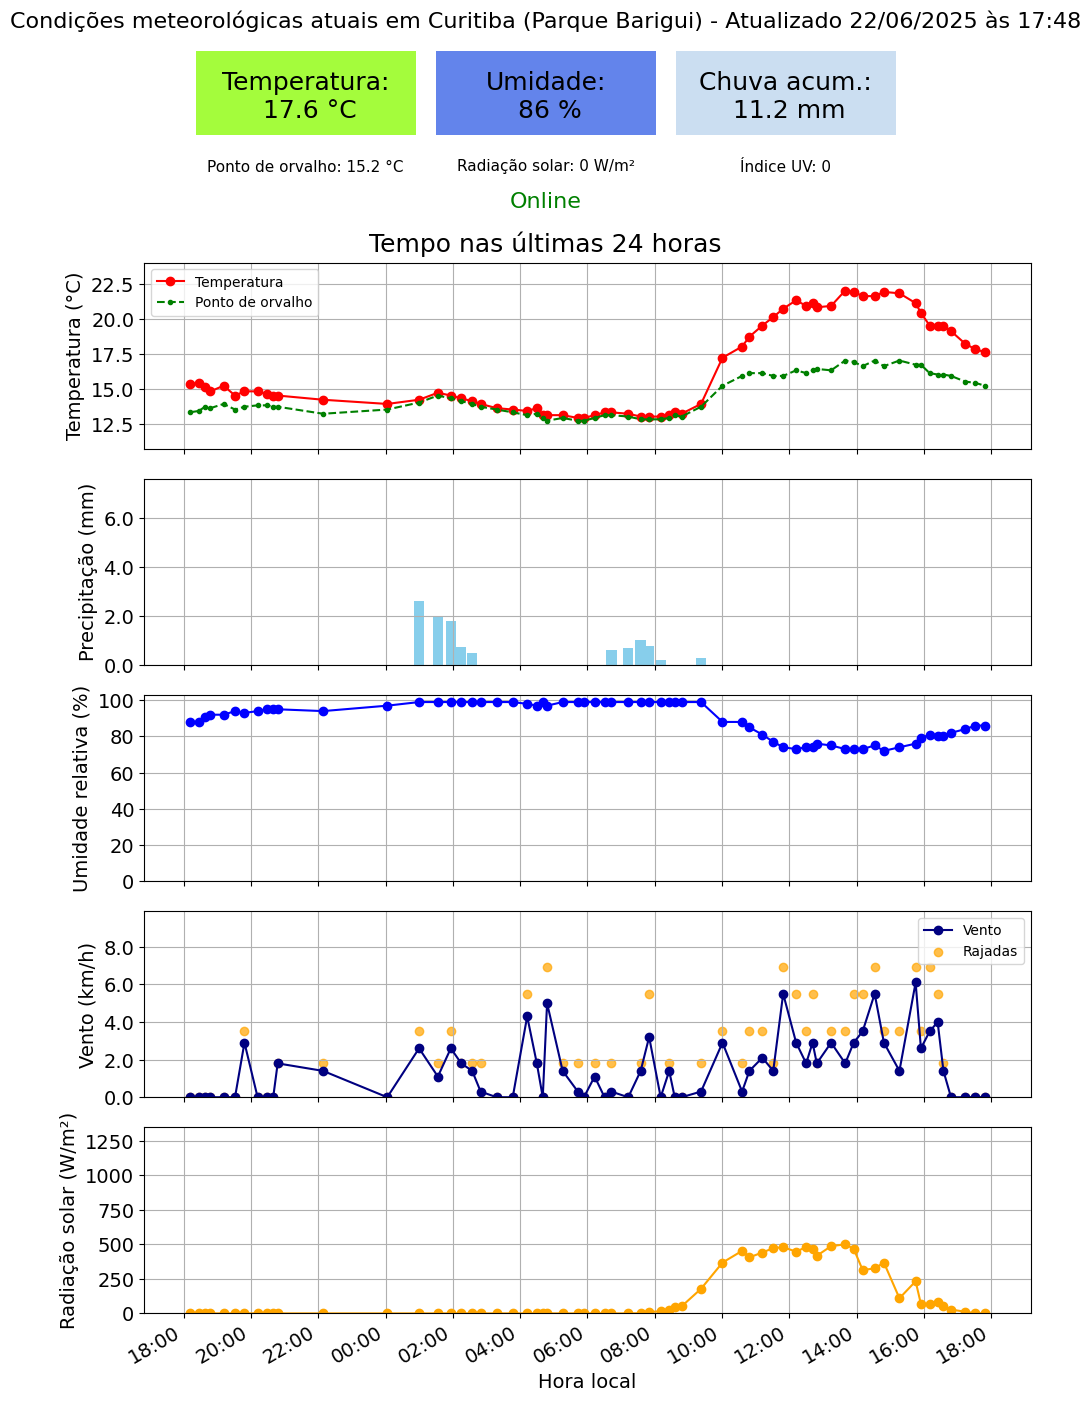 Condições meteorológicas atuais em Curitiba (Parque Barigui) - Atualizado 22/06/2025 às 17:48
Temperatura:
17.6 °C
Umidade:
86 %
Chuva acum.:
11.2 mm
Ponto de orvalho: 15.2 °C
Radiação solar: 0 W/m²
Índice UV: 0
Online
Tempo nas últimas 24 horas
Temperatura (°C)
22.5
20.0
17.5
15.0
12.5
Temperatura
Ponto de orvalho
Precipitação (mm)
6.0
4.0
2.0
0.0
Umidade relativa (%)
100
80
60
40
20
0
Vento (km/h)
8.0
6.0
4.0
2.0
0.0
Vento
Rajadas
Radiação solar (W/m²)
1250
1000
750
500
250
0
18:00
20:00
22:00
00:00
02:00
04:00
06:00
08:00
10:00
12:00
14:00
16:00
18:00
Hora local